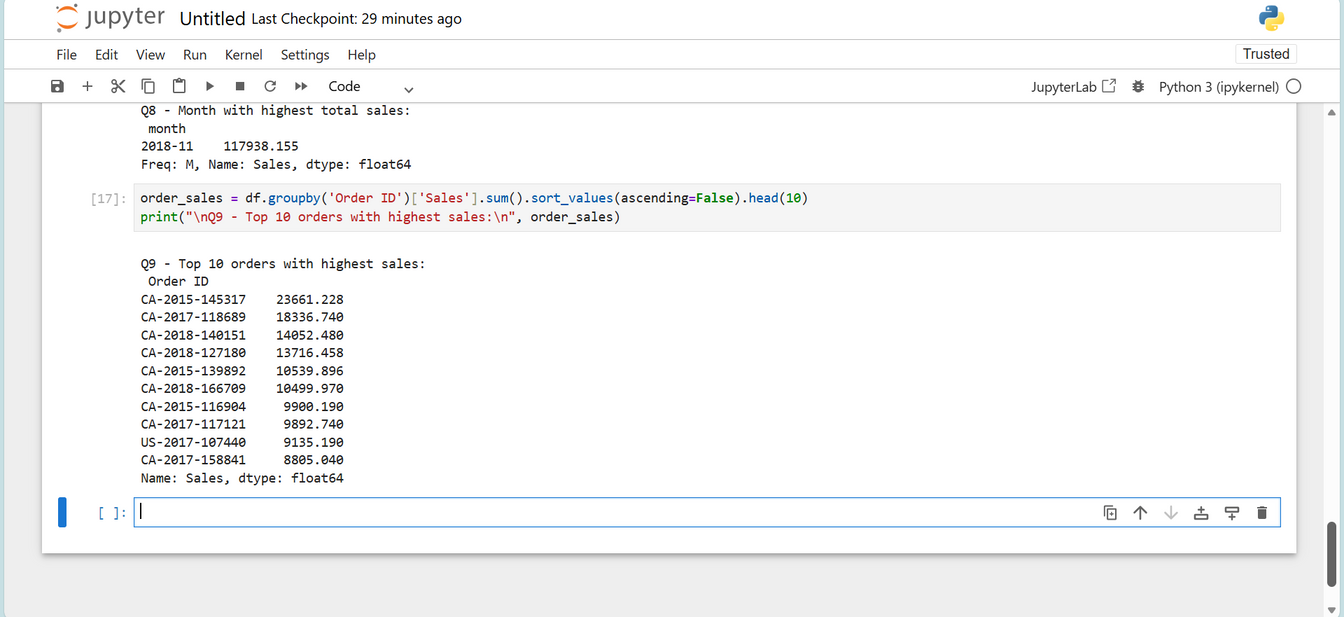 jupyter Untitled Last Checkpoint: 29 minutes ago
File Edit View Run Kernel Settings Help Trusted
Code JupyterLab Python 3 (ipykernel)
Q8 - Month with highest total sales:
month
2018-11 117938.155
Freq: M, Name: Sales, dtype: float64
[17]: order_sales = df.groupby('Order ID')['Sales'].sum().sort_values(ascending=False).head(10)
print("\nQ9 - Top 10 orders with highest sales:\n", order_sales)
Q9 - Top 10 orders with highest sales:
Order ID
CA-2015-145317 23661.228
CA-2017-118689 18336.740
CA-2018-140151 14052.480
CA-2018-127180 13716.458
CA-2015-139892 10539.896
CA-2018-166709 10499.970
CA-2015-116904 9900.190
CA-2017-117121 9892.740
US-2017-107440 9135.190
CA-2017-158841 8805.040
Name: Sales, dtype: float64
[ ]: